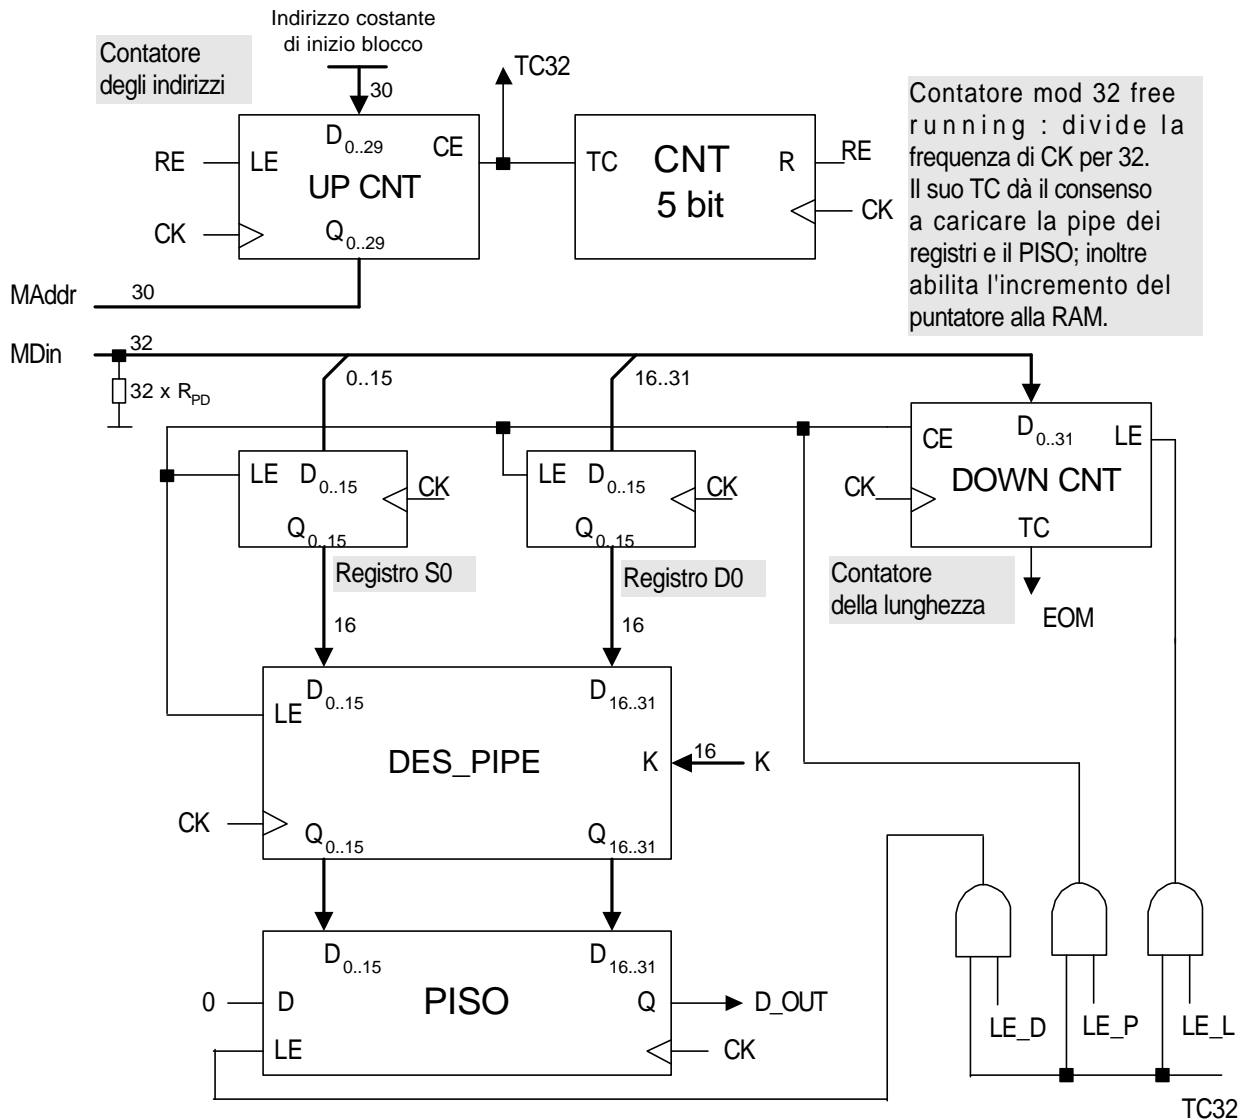 Indirizzo costante
di inizio blocco
Contatore
degli indirizzi
30
TC32
D0..29
CE
RE
LE
UP CNT
CK
Q0..29
MAddr
30
TC
CNT
5 bit
R
RE
CK
Contatore mod 32 free
running : divide la
frequenza di CK per 32.
Il suo TC dà il consenso
a caricare la pipe dei
registri e il PISO; inoltre
abilita l'incremento del
puntatore alla RAM.
MDin
32
32 x RPD
0..15
16..31
LE
D0..15
CK
Q0..15
Registro S0
16
LE
D0..15
CK
Q0..15
Registro D0
16
CE
D0..31
LE
CK
DOWN CNT
TC
Contatore
della lunghezza
EOM
D0..15
D16..31
LE
DES_PIPE
K
16
K
CK
Q0..15
Q16..31
D0..15
D16..31
0
D
PISO
Q
D_OUT
LE
CK
LE_D
LE_P
LE_L
TC32